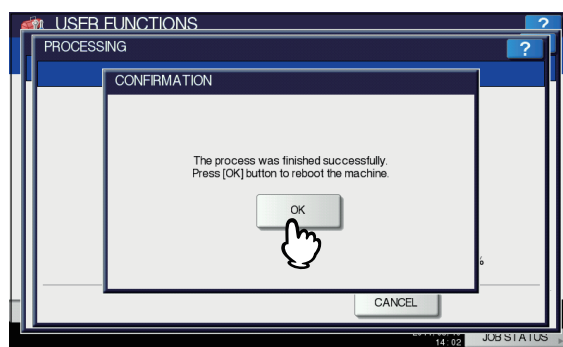 USER FUNCTIONS
?
PROCESSING
?
CONFIRMATION
The process was finished successfully.
Press [OK] button to reboot the machine.
OK
%
CANCEL
14:02
JOB STATUS